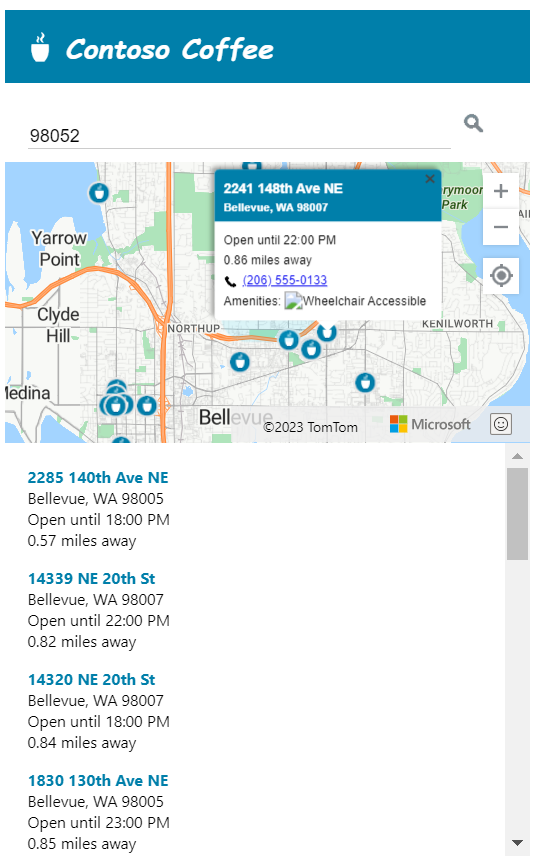 Contoso Coffee
98052
2241 148th Ave NE
Bellevue, WA 98007
Open until 22:00 PM
0.86 miles away
(206) 555-0133
Amenities: Wheelchair Accessible
Park
Yarrow
Point
Clyde
Hill
NORTHUP
KENILWORTH
Bellevue
©2023 TomTom
Microsoft
2285 140th Ave NE
Bellevue, WA 98005
Open until 18:00 PM
0.57 miles away
14339 NE 20th St
Bellevue, WA 98007
Open until 22:00 PM
0.82 miles away
14320 NE 20th St
Bellevue, WA 98007
Open until 18:00 PM
0.84 miles away
1830 130th Ave NE
Bellevue, WA 98005
Open until 23:00 PM
0.85 miles away